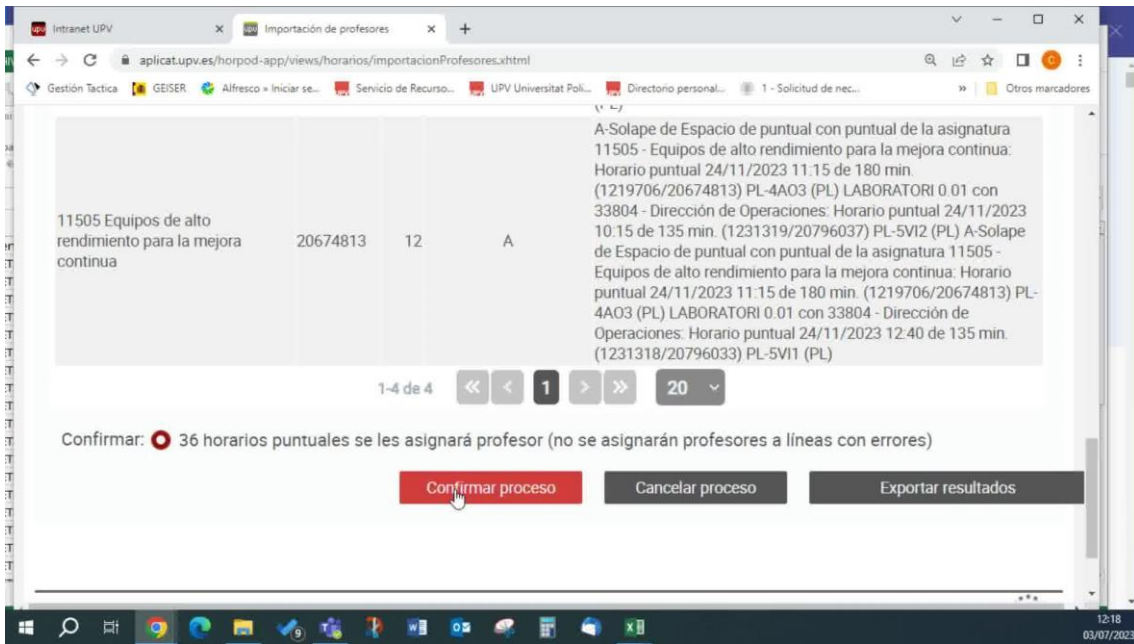 Intranet UPV
Importación de profesores
aplicat.upv.es/horpod-app/views/horarios/importacionProfesores.xhtml
Gestión Tactica GEISER Alfresco » Iniciar se... Servicio de Recurso... UPV Universitat Poli... Directorio personal... 1 - Solicitud de nec... » Otros marcadores
(PL)
11505 Equipos de alto
rendimiento para la mejora
continua
20674813
12
A
A-Solape de Espacio de puntual con puntual de la asignatura
11505 - Equipos de alto rendimiento para la mejora continua:
Horario puntual 24/11/2023 11:15 de 180 min.
(1219706/20674813) PL-4AO3 (PL) LABORATORI 0.01 con
33804 - Dirección de Operaciones: Horario puntual 24/11/2023
10:15 de 135 min. (1231319/20796037) PL-5VI2 (PL) A-Solape
de Espacio de puntual con puntual de la asignatura 11505 -
Equipos de alto rendimiento para la mejora continua: Horario
puntual 24/11/2023 11:15 de 180 min. (1219706/20674813) PL-
4AO3 (PL) LABORATORI 0.01 con 33804 - Dirección de
Operaciones: Horario puntual 24/11/2023 12:40 de 135 min.
(1231318/20796033) PL-5VI1 (PL)
1-4 de 4 « < 1 > » 20
Confirmar: 36 horarios puntuales se les asignará profesor (no se asignarán profesores a líneas con errores)
Confirmar proceso Cancelar proceso Exportar resultados
12:18
03/07/2023